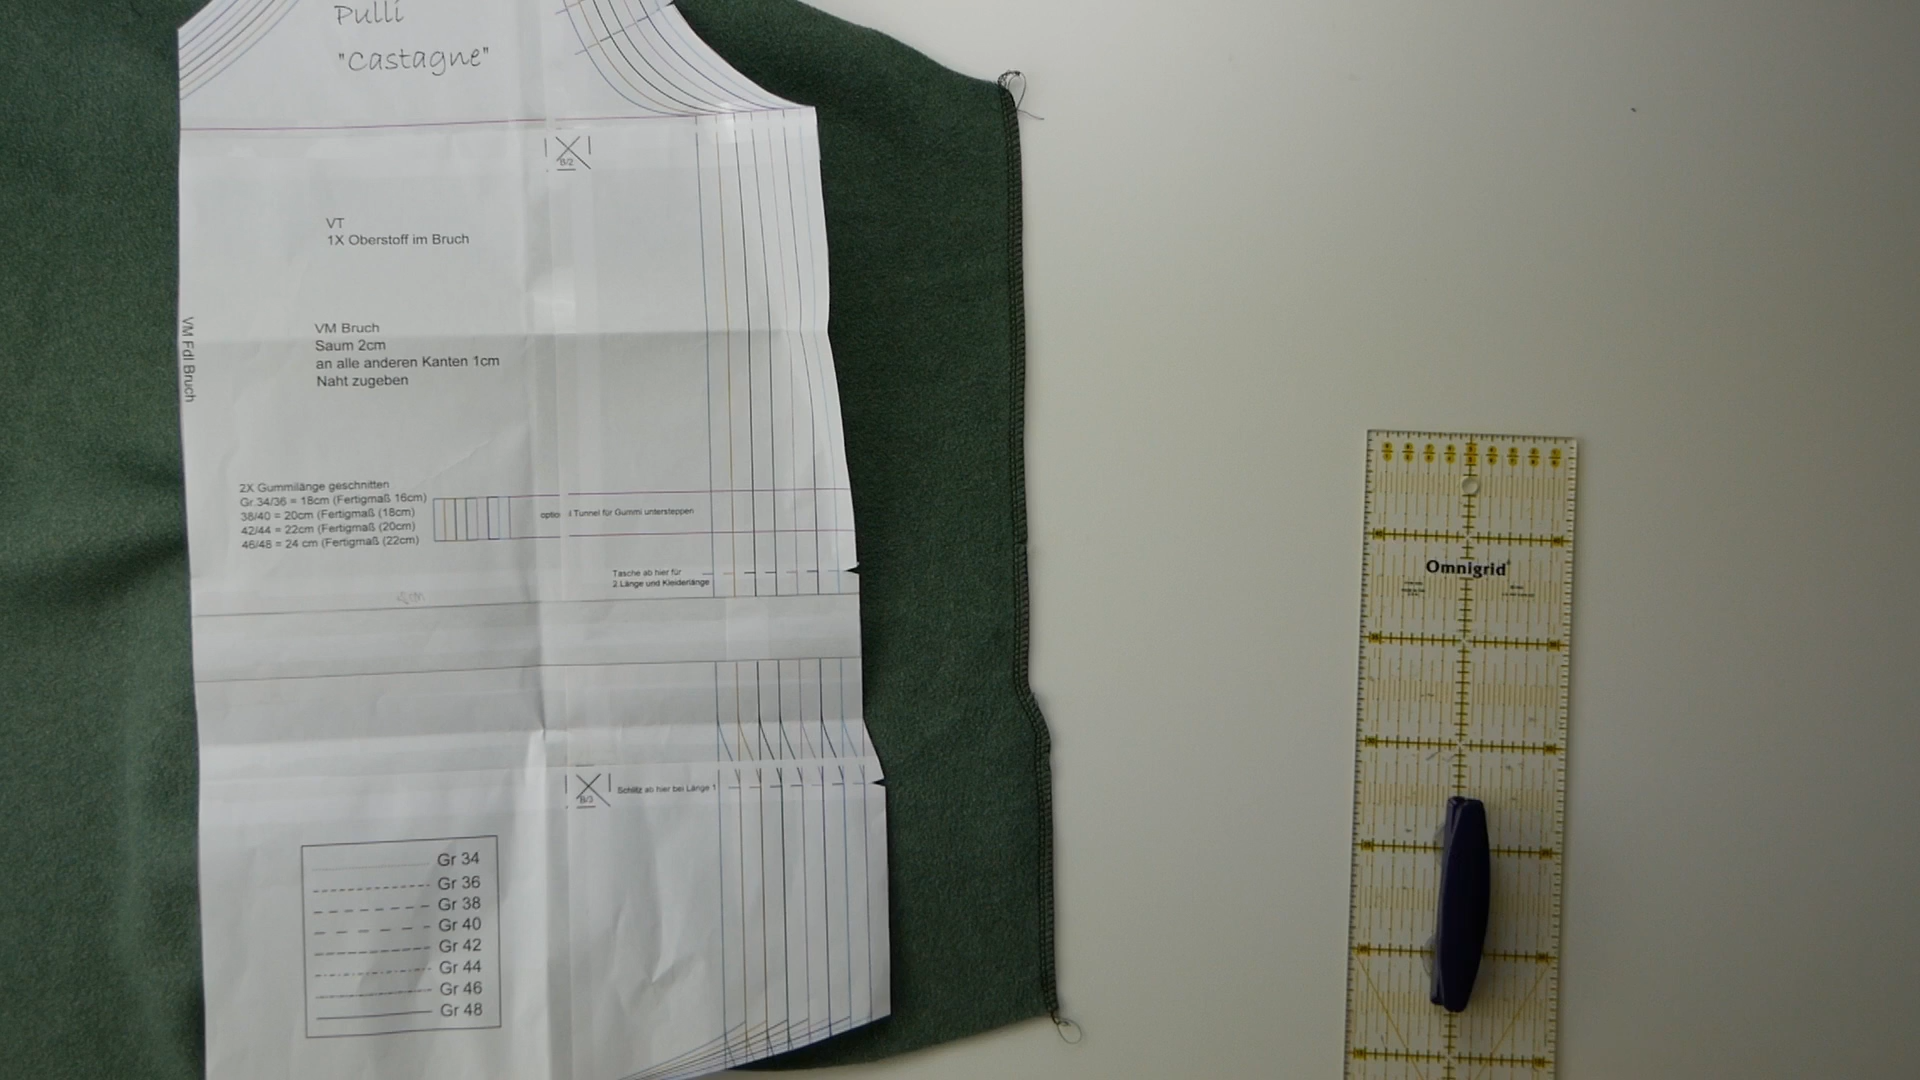 Pulli
"Castagne"
B/2
VT
1X Oberstoff im Bruch
VM Fdl Bruch
VM Bruch
Saum 2cm
an alle anderen Kanten 1cm
Naht zugeben
2X Gummilänge geschnitten
Gr 34/36 = 18cm (Fertigmaß 16cm)
38/40 = 20cm (Fertigmaß (18cm)
42/44 = 22cm (Fertigmaß (20cm)
46/48 = 24 cm (Fertigmaß (22cm)
Tunnel für Gummi untersteppen
Tasche ab hier für
2.Länge und Kleiderlänge
B/3
Schlitz ab hier bei Länge 1
Gr 34
Gr 36
Gr 38
Gr 40
Gr 42
Gr 44
Gr 46
Gr 48
Omnigrid